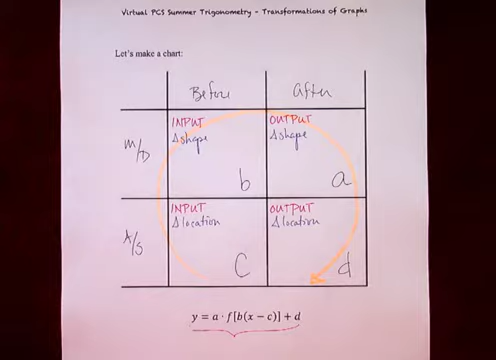 Virtual PCS Summer Trigonometry - Transformations of Graphs
Let's make a chart:
Before After
M/D
INPUT
Δshape
b
OUTPUT
Δshape
a
A/S
INPUT
Δlocation
c
OUTPUT
Δlocation
d
y = a · f[b(x − c)] + d